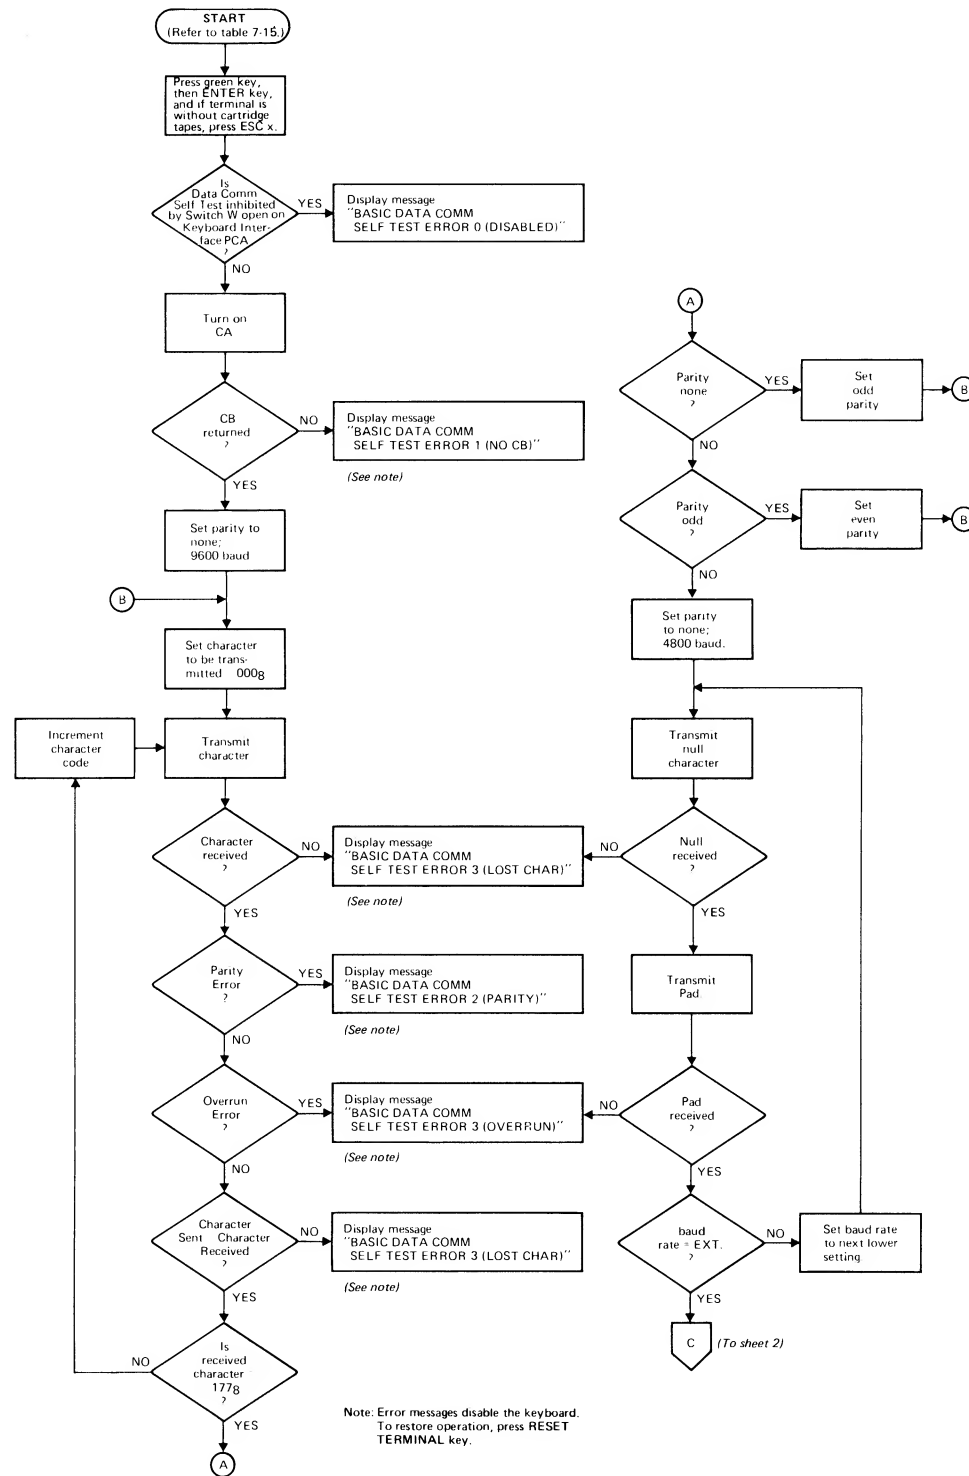 START
(Refer to table 7-15.)
Press green key,
then ENTER key,
and if terminal is
without cartridge
tapes, press ESC x.
Is
Data Comm
Self Test inhibited
by Switch W open on
Keyboard Inter-
face PCA
?
YES
Display message
"BASIC DATA COMM
SELF TEST ERROR 0 (DISABLED)"
NO
Turn on
CA
CB
returned
?
NO
Display message
"BASIC DATA COMM
SELF TEST ERROR 1 (NO CB)"
(See note)
YES
Set parity to
none;
9600 baud
B
Set character
to be trans-
mitted 000₈
Increment
character
code
Transmit
character
Character
received
?
NO
Display message
"BASIC DATA COMM
SELF TEST ERROR 3 (LOST CHAR)"
(See note)
YES
Parity
Error
?
YES
Display message
"BASIC DATA COMM
SELF TEST ERROR 2 (PARITY)"
(See note)
NO
Overrun
Error
?
YES
Display message
"BASIC DATA COMM
SELF TEST ERROR 3 (OVERRUN)"
(See note)
NO
Character
Sent Character
Received
?
NO
Display message
"BASIC DATA COMM
SELF TEST ERROR 3 (LOST CHAR)"
(See note)
YES
Is
received
character
177₈
?
NO
YES
A
A
Parity
none
?
YES
Set
odd
parity
B
NO
Parity
odd
?
YES
Set
even
parity
B
NO
Set parity
to none;
4800 baud.
Transmit
null
character
Null
received
?
NO
YES
Transmit
Pad
Pad
received
?
NO
YES
baud
rate = EXT.
?
NO
Set baud rate
to next lower
setting
YES
C
(To sheet 2)
Note: Error messages disable the keyboard.
To restore operation, press RESET
TERMINAL key.